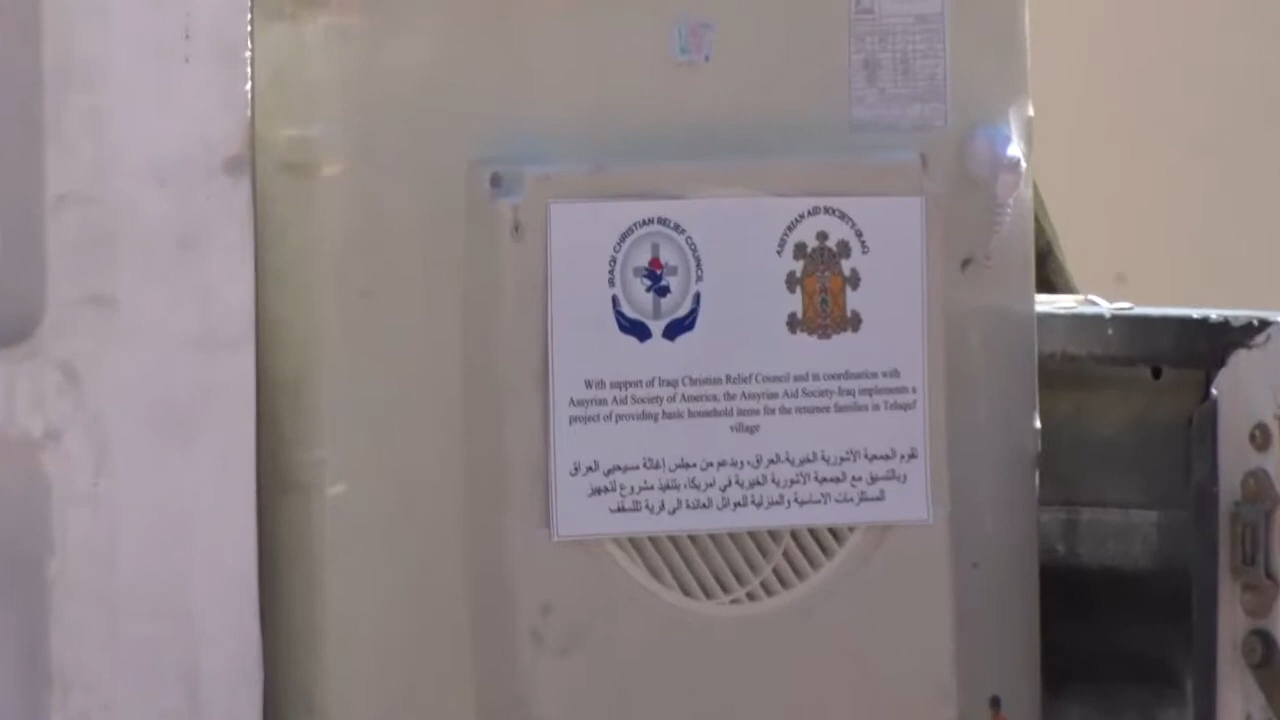 IRAQI CHRISTIAN RELIEF COUNCIL
ASSYRIAN AID SOCIETY-IRAQ
With support of Iraqi Christian Relief Council and in coordination with
Assyrian Aid Society of America, the Assyrian Aid Society-Iraq implements a
project of providing basic household items for the returnee families in Telsqof
village
تقوم الجمعية الآشورية الخيرية-العراق، وبدعم من مجلس إغاثة مسيحيي العراق
وبالتنسيق مع الجمعية الآشورية الخيرية في امريكا، بتنفيذ مشروع لتجهيز
المستلزمات الاساسية والمنزلية للعوائل العائدة الى قرية تللسقف